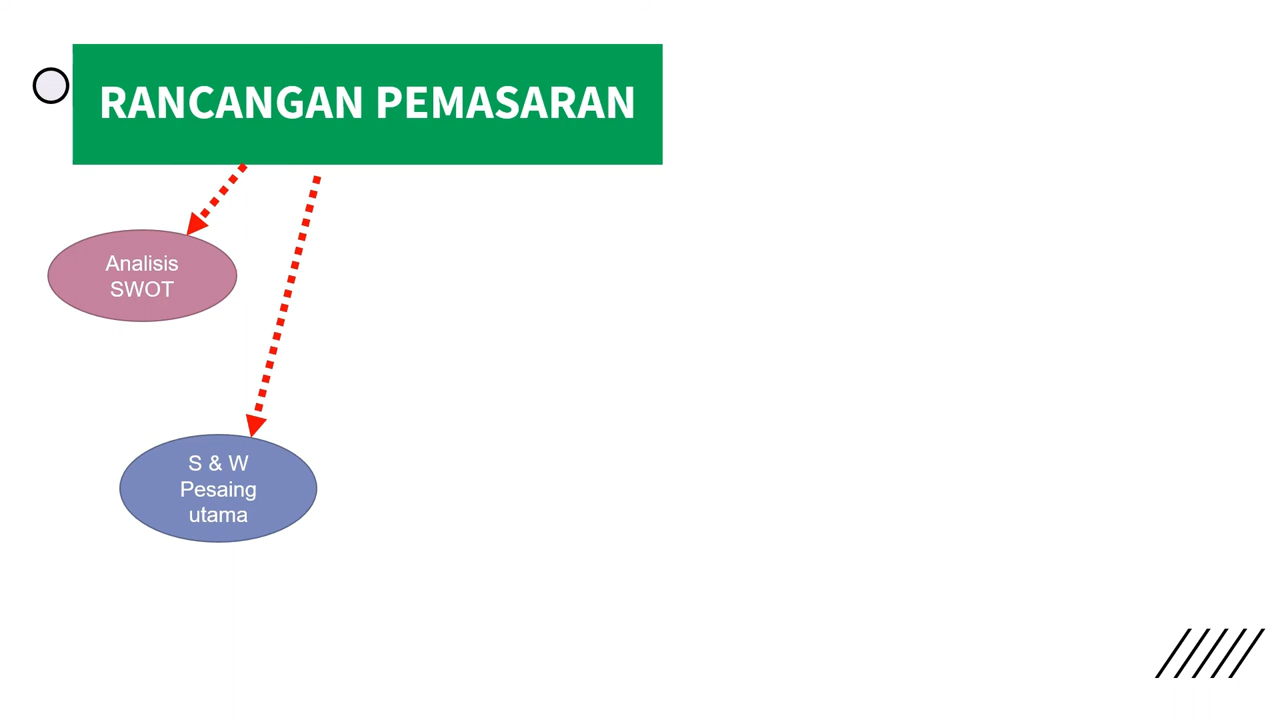 RANCANGAN PEMASARAN
Analisis
SWOT
S & W
Pesaing
utama